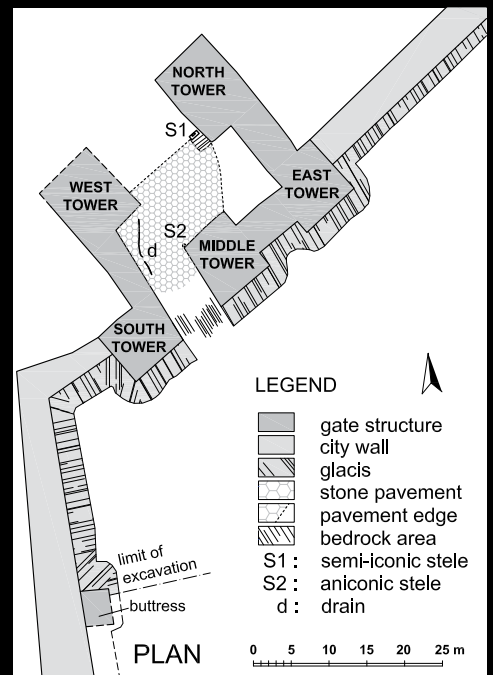 NORTH
TOWER
S1
WEST
TOWER
EAST
TOWER
S2
d
MIDDLE
TOWER
SOUTH
TOWER
LEGEND
gate structure
city wall
glacis
stone pavement
pavement edge
bedrock area
S1 : semi-iconic stele
S2 : aniconic stele
d : drain
limit of
excavation
buttress
PLAN
0 5 10 15 20 25 m